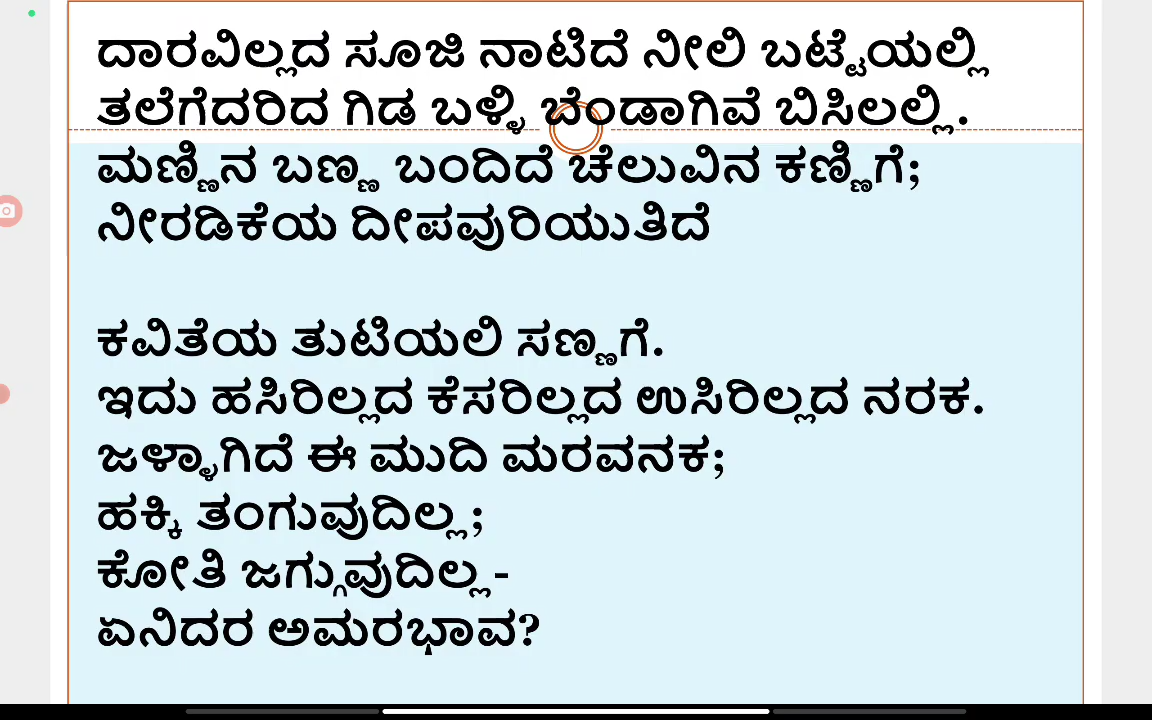 ದಾರವಿಲ್ಲದ ಸೂಜಿ ನಾಟಿದೆ ನೀಲಿ ಬಟ್ಟೆಯಲ್ಲಿ
ತಲೆಗೆದರಿದ ಗಿಡ ಬಳ್ಳಿ ಬೆಂಡಾಗಿವೆ ಬಿಸಿಲಲ್ಲಿ.
ಮಣ್ಣಿನ ಬಣ್ಣ ಬಂದಿದೆ ಚೆಲುವಿನ ಕಣ್ಣಿಗೆ;
ನೀರಡಿಕೆಯ ದೀಪವುರಿಯುತಿದೆ
ಕವಿತೆಯ ತುಟಿಯಲಿ ಸಣ್ಣಗೆ.
ಇದು ಹಸಿರಿಲ್ಲದ ಕೆಸರಿಲ್ಲದ ಉಸಿರಿಲ್ಲದ ನರಕ.
ಜಳ್ಳಾಗಿದೆ ಈ ಮುದಿ ಮರವನಕ;
ಹಕ್ಕಿ ತಂಗುವುದಿಲ್ಲ;
ಕೋತಿ ಜಗ್ಗುವುದಿಲ್ಲ-
ಏನಿದರ ಅಮರಭಾವ?